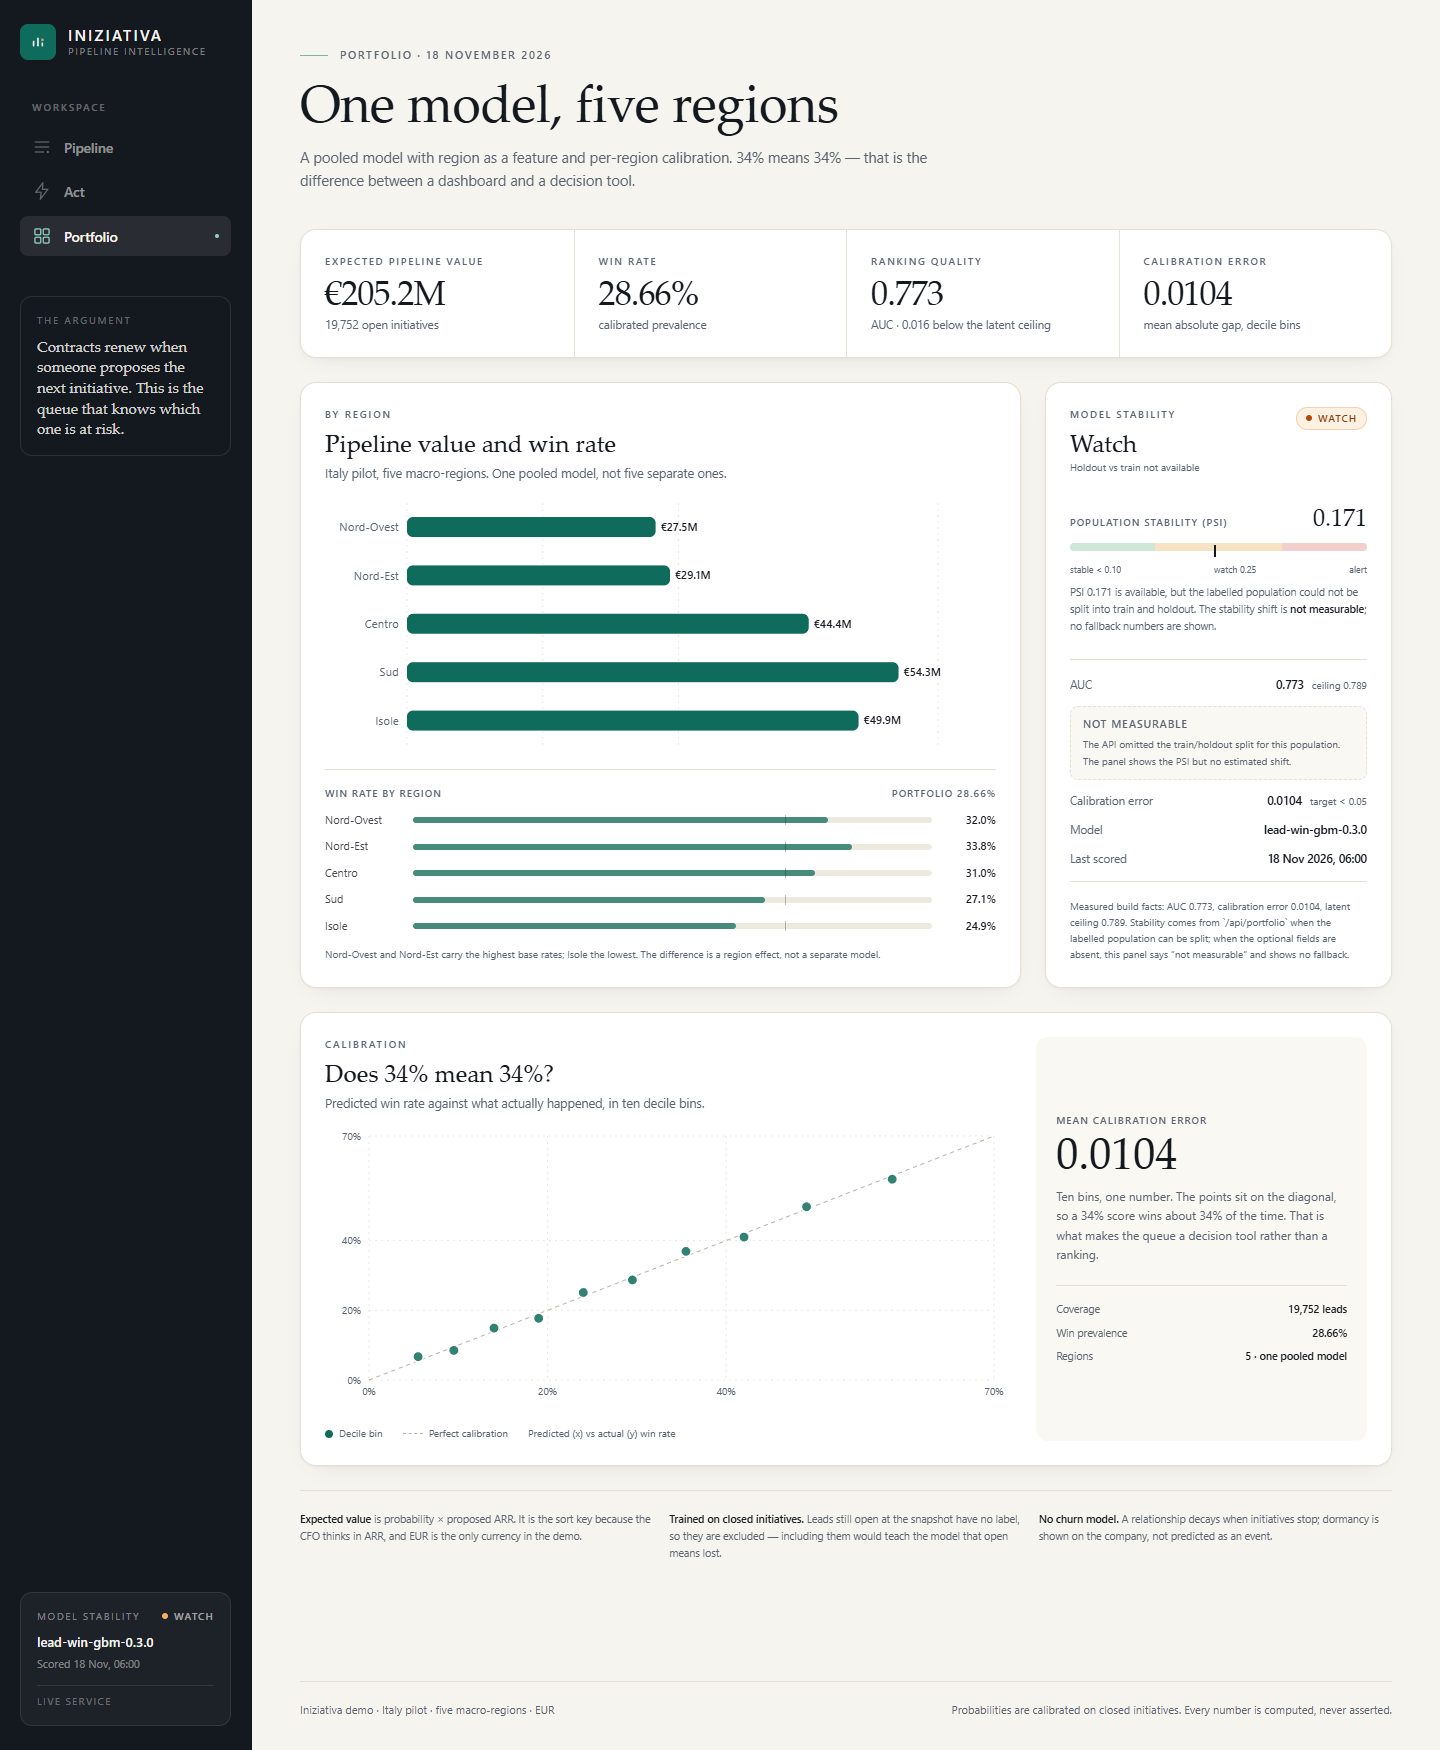 INIZIATIVA
PIPELINE INTELLIGENCE
WORKSPACE
Pipeline
Act
Portfolio
THE ARGUMENT
Contracts renew when
someone proposes the
next initiative. This is the
queue that knows which
one is at risk.
MODEL STABILITY
WATCH
lead-win-gbm-0.3.0
Scored 18 Nov, 06:00
LIVE SERVICE
PORTFOLIO · 18 NOVEMBER 2026
One model, five regions
A pooled model with region as a feature and per-region calibration. 34% means 34% — that is the
difference between a dashboard and a decision tool.
EXPECTED PIPELINE VALUE
€205.2M
19,752 open initiatives
WIN RATE
28.66%
calibrated prevalence
RANKING QUALITY
0.773
AUC · 0.016 below the latent ceiling
CALIBRATION ERROR
0.0104
mean absolute gap, decile bins
BY REGION
Pipeline value and win rate
Italy pilot, five macro-regions. One pooled model, not five separate ones.
Nord-Ovest €27.5M
Nord-Est €29.1M
Centro €44.4M
Sud €54.3M
Isole €49.9M
WIN RATE BY REGION PORTFOLIO 28.66%
Nord-Ovest 32.0%
Nord-Est 33.8%
Centro 31.0%
Sud 27.1%
Isole 24.9%
Nord-Ovest and Nord-Est carry the highest base rates; Isole the lowest. The difference is a region effect, not a separate model.
MODEL STABILITY
WATCH
Watch
Holdout vs train not available
POPULATION STABILITY (PSI) 0.171
stable < 0.10 watch 0.25 alert
PSI 0.171 is available, but the labelled population could not be
split into train and holdout. The stability shift is not measurable;
no fallback numbers are shown.
AUC 0.773 ceiling 0.789
NOT MEASURABLE
The API omitted the train/holdout split for this population.
The panel shows the PSI but no estimated shift.
Calibration error 0.0104 target < 0.05
Model lead-win-gbm-0.3.0
Last scored 18 Nov 2026, 06:00
Measured build facts: AUC 0.773, calibration error 0.0104, latent
ceiling 0.789. Stability comes from `/api/portfolio` when the
labelled population can be split; when the optional fields are
absent, this panel says "not measurable" and shows no fallback.
CALIBRATION
Does 34% mean 34%?
Predicted win rate against what actually happened, in ten decile bins.
70%
40%
20%
0%
0% 20% 40% 70%
Decile bin Perfect calibration Predicted (x) vs actual (y) win rate
MEAN CALIBRATION ERROR
0.0104
Ten bins, one number. The points sit on the diagonal,
so a 34% score wins about 34% of the time. That is
what makes the queue a decision tool rather than a
ranking.
Coverage 19,752 leads
Win prevalence 28.66%
Regions 5 · one pooled model
Expected value is probability × proposed ARR. It is the sort key because the
CFO thinks in ARR, and EUR is the only currency in the demo.
Trained on closed initiatives. Leads still open at the snapshot have no label,
so they are excluded — including them would teach the model that open
means lost.
No churn model. A relationship decays when initiatives stop; dormancy is
shown on the company, not predicted as an event.
Iniziativa demo · Italy pilot · five macro-regions · EUR
Probabilities are calibrated on closed initiatives. Every number is computed, never asserted.